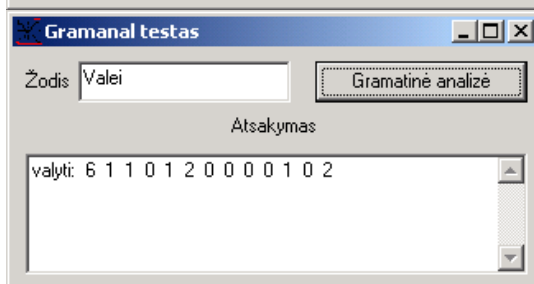 Gramanal testas
Žodis Valei Gramatinė analizė
Atsakymas
valyti: 6 1 1 0 1 2 0 0 0 0 1 0 2